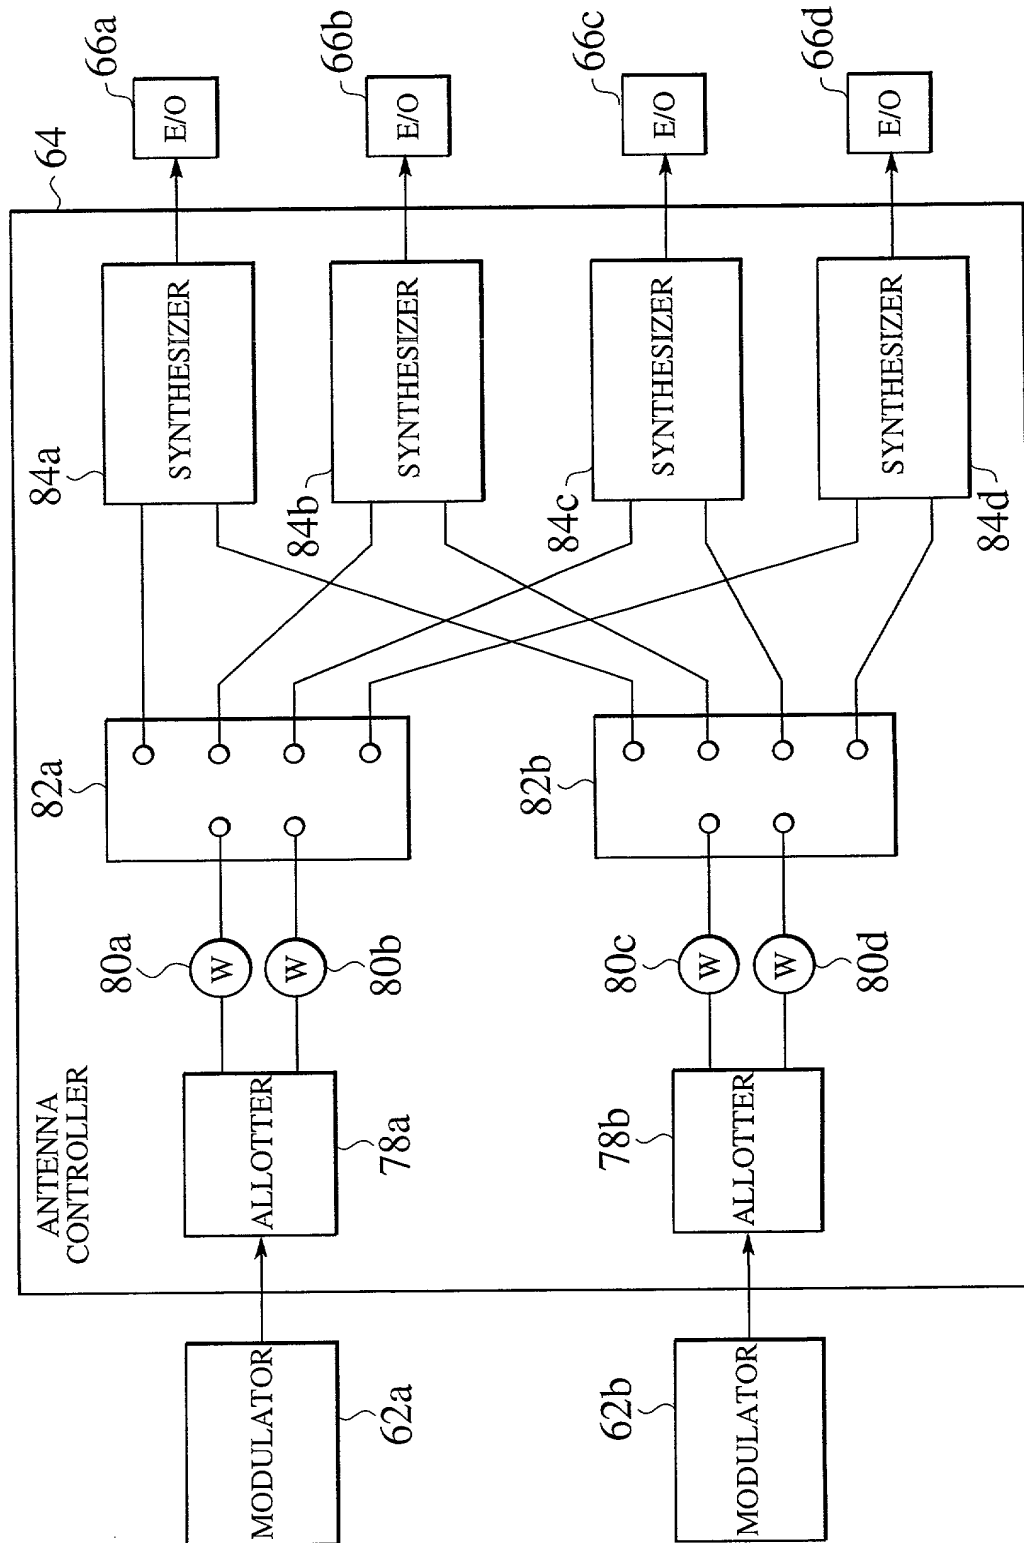 MODULATOR
62a
MODULATOR
62b
ANTENNA
CONTROLLER
64
ALLOTTER
78a
ALLOTTER
78b
W
80a
W
80b
W
80c
W
80d
82a
82b
SYNTHESIZER
84a
SYNTHESIZER
84b
SYNTHESIZER
84c
SYNTHESIZER
84d
E/O
66a
E/O
66b
E/O
66c
E/O
66d